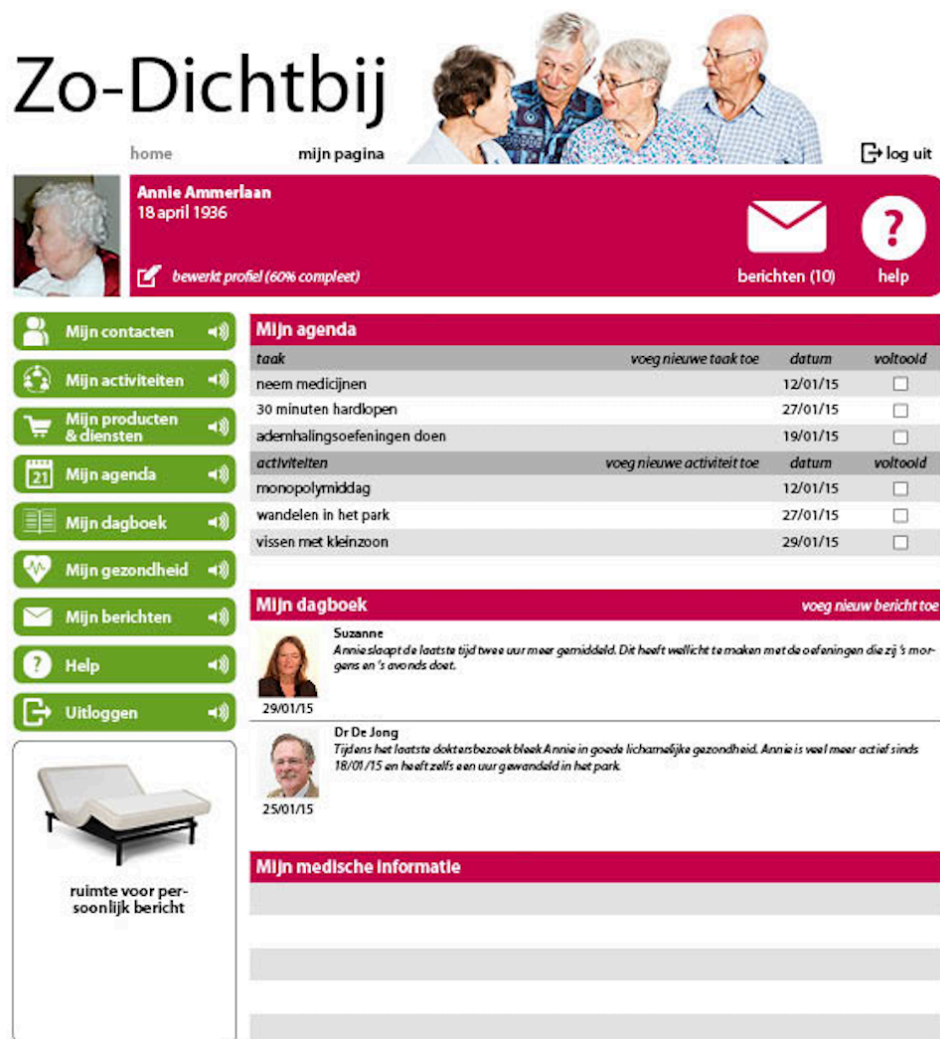 Zo-Dichtbij
home mijn pagina log uit
Annie Ammerlaan
18 april 1936
bewerkt profiel (60% compleet)
berichten (10) help
?
Mijn contacten
Mijn activiteiten
Mijn producten
& diensten
21
Mijn agenda
Mijn dagboek
Mijn gezondheid
Mijn berichten
?
Help
Uitloggen
ruimte voor per-
soonlijk bericht
Mijn agenda
taak voeg nieuwe taak toe datum voltooid
neem medicijnen 12/01/15
30 minuten hardlopen 27/01/15
ademhalingsoefeningen doen 19/01/15
activiteiten voeg nieuwe activiteit toe datum voltooid
monopolymiddag 12/01/15
wandelen in het park 27/01/15
vissen met kleinzoon 29/01/15
Mijn dagboek voeg nieuw bericht toe
Suzanne
Annie slaapt de laatste tijd twee uur meer gemiddeld. Dit heeft wellicht te maken met de oefeningen die zij 's mor-
gens en 's avonds doet.
29/01/15
Dr De Jong
Tijdens het laatste doktersbezoek bleek Annie in goede lichamelijke gezondheid. Annie is veel meer actief sinds
18/01/15 en heeft zelfs een uur gewandeld in het park.
25/01/15
Mijn medische informatie